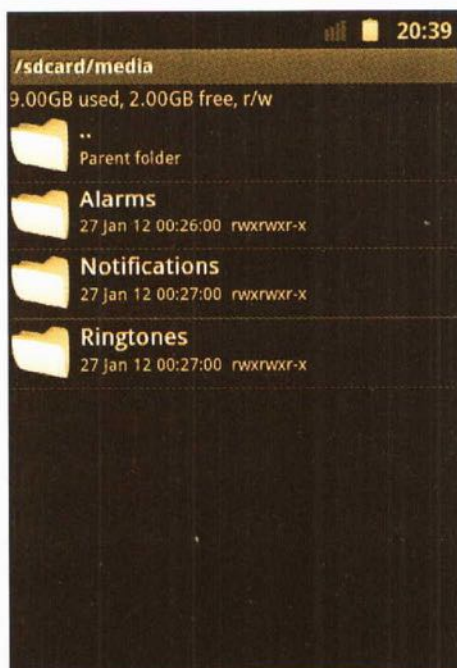 20:39
/sdcard/media
9.00GB used, 2.00GB free, r/w
..
Parent folder
Alarms
27 Jan 12 00:26:00 rwxrwxr-x
Notifications
27 Jan 12 00:27:00 rwxrwxr-x
Ringtones
27 Jan 12 00:27:00 rwxrwxr-x